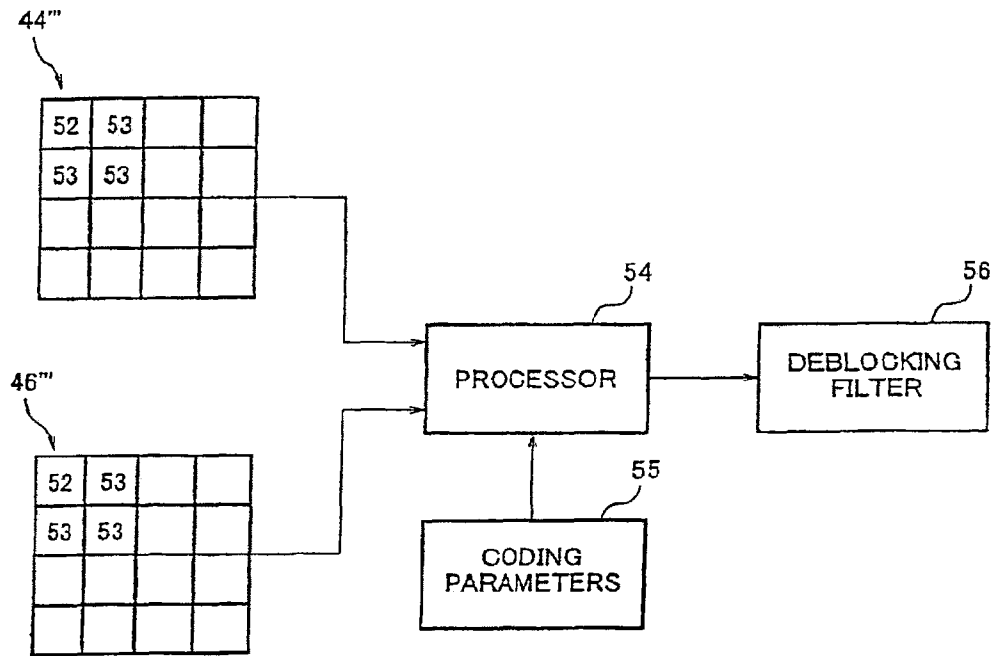 44'''
52 53
53 53
54
56
PROCESSOR
DEBLOCKING
FILTER
46'''
52 53
53 53
55
CODING
PARAMETERS